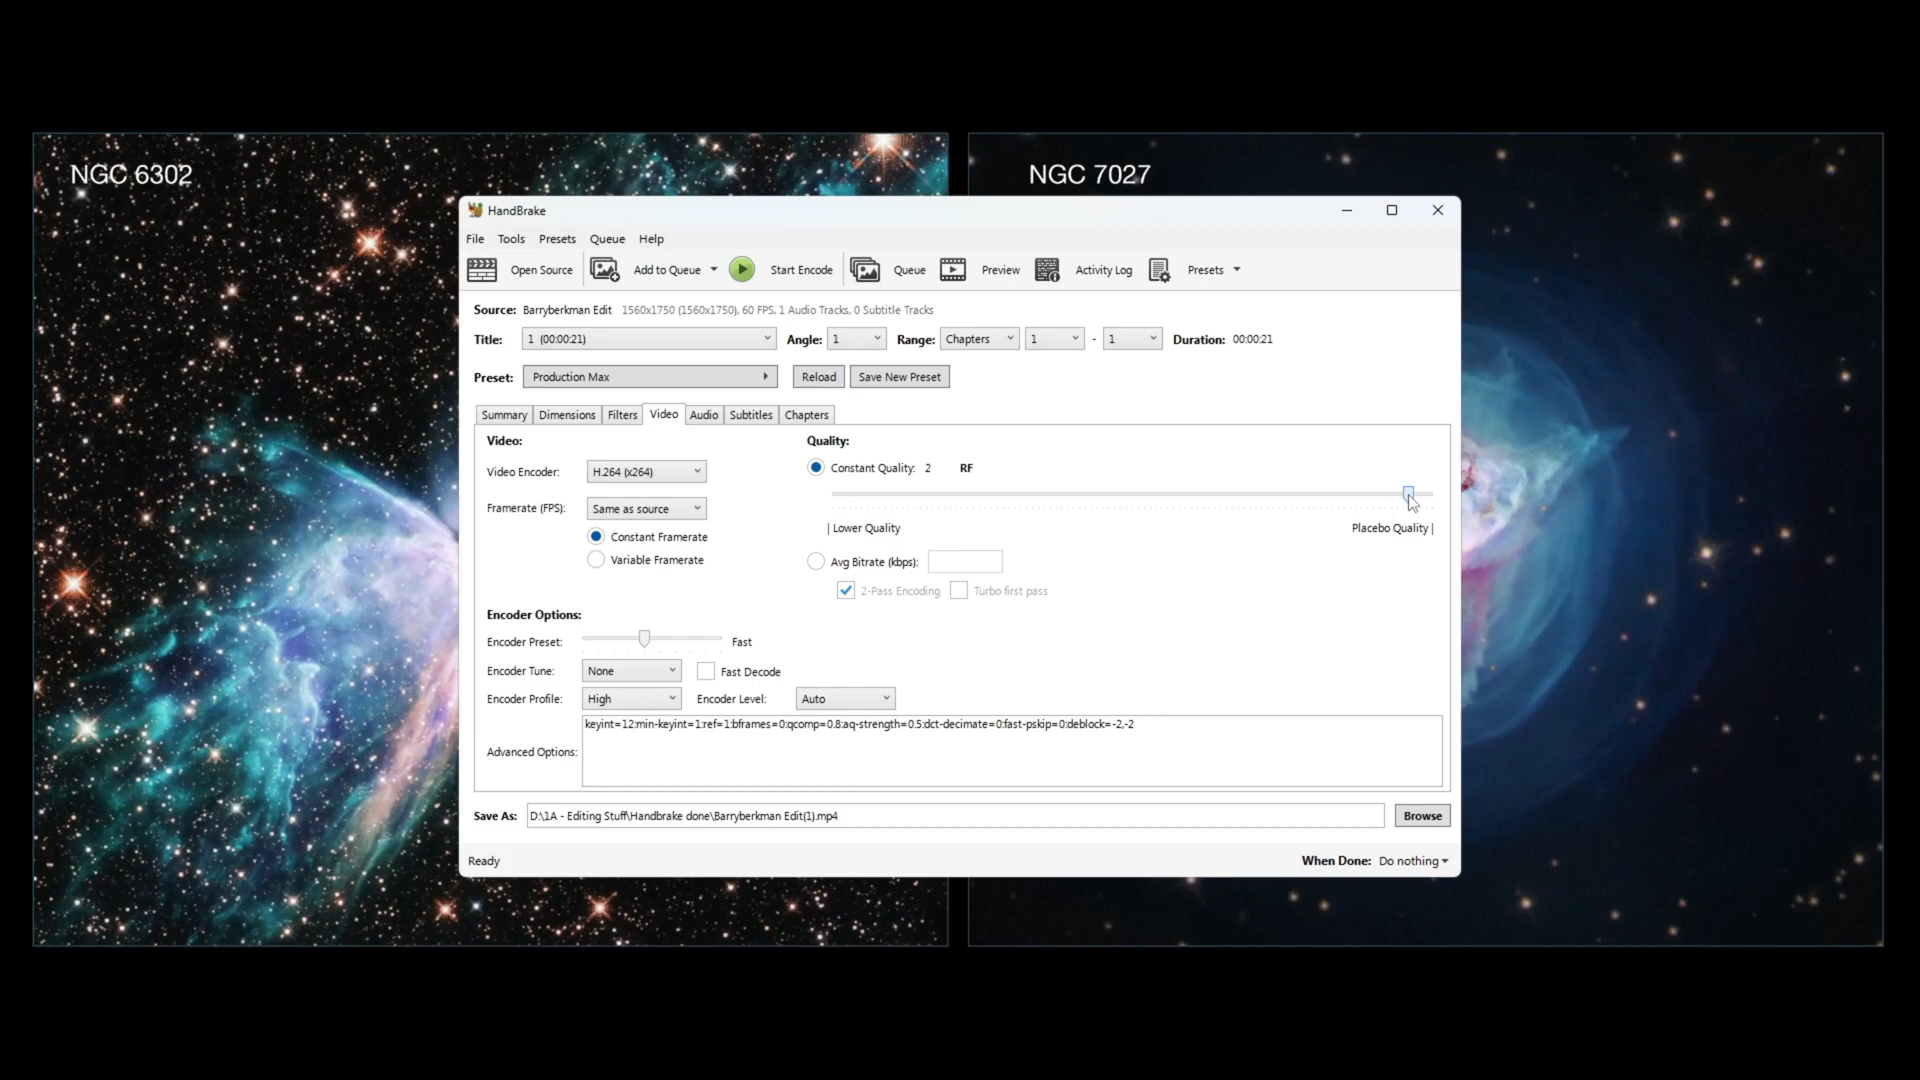 NGC 6302
NGC 7027
HandBrake
File Tools Presets Queue Help
Open Source Add to Queue Start Encode Queue Preview Activity Log Presets
Source: Barryberkman Edit 1560x1750 (1560x1750), 60 FPS, 1 Audio Tracks, 0 Subtitle Tracks
Title: 1 (00:00:21) Angle: 1 Range: Chapters 1 - 1 Duration: 00:00:21
Preset: Production Max Reload Save New Preset
Summary Dimensions Filters Video Audio Subtitles Chapters
Video: Quality:
Video Encoder: H.264 (x264) Constant Quality: 2 RF
Framerate (FPS): Same as source
| Lower Quality Placebo Quality |
Constant Framerate
Variable Framerate Avg Bitrate (kbps):
2-Pass Encoding Turbo first pass
Encoder Options:
Encoder Preset: Fast
Encoder Tune: None Fast Decode
Encoder Profile: High Encoder Level: Auto
keyint=12:min-keyint=1:ref=1:bframes=0:qcomp=0.8:aq-strength=0.5:dct-decimate=0:fast-pskip=0:deblock=-2,-2
Advanced Options:
Save As: D:\1A - Editing Stuff\Handbrake done\Barryberkman Edit(1).mp4 Browse
Ready When Done: Do nothing